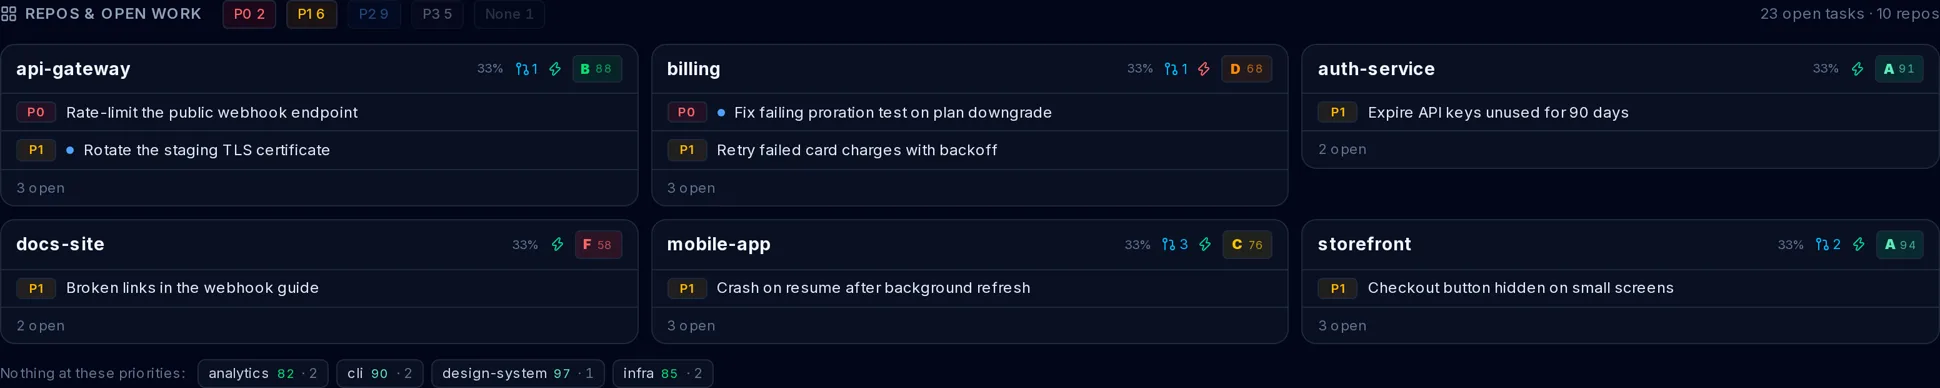 REPOS & OPEN WORK P0 2 P1 6 P2 9 P3 5 None 1 23 open tasks · 10 repos
api-gateway 33% 1 B 88
P0 Rate-limit the public webhook endpoint
P1 Rotate the staging TLS certificate
3 open
billing 33% 1 D 68
P0 Fix failing proration test on plan downgrade
P1 Retry failed card charges with backoff
3 open
auth-service 33% A 91
P1 Expire API keys unused for 90 days
2 open
docs-site 33% F 58
P1 Broken links in the webhook guide
2 open
mobile-app 33% 3 C 76
P1 Crash on resume after background refresh
3 open
storefront 33% 2 A 94
P1 Checkout button hidden on small screens
3 open
Nothing at these priorities: analytics 82 · 2 cli 90 · 2 design-system 97 · 1 infra 85 · 2